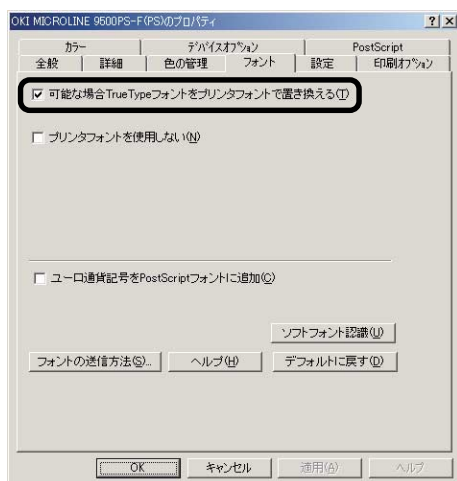 OKI MICROLINE 9500PS-F(PS)のプロパティ
カラー デバイスオプション PostScript
全般 詳細 色の管理 フォント 設定 印刷オプション
可能な場合TrueTypeフォントをプリンタフォントで置き換える(T)
プリンタフォントを使用しない(N)
ユーロ通貨記号をPostScriptフォントに追加(C)
ソフトフォント認識(U)
フォントの送信方法(S)... ヘルプ(H) デフォルトに戻す(D)
OK キャンセル 適用(A) ヘルプ